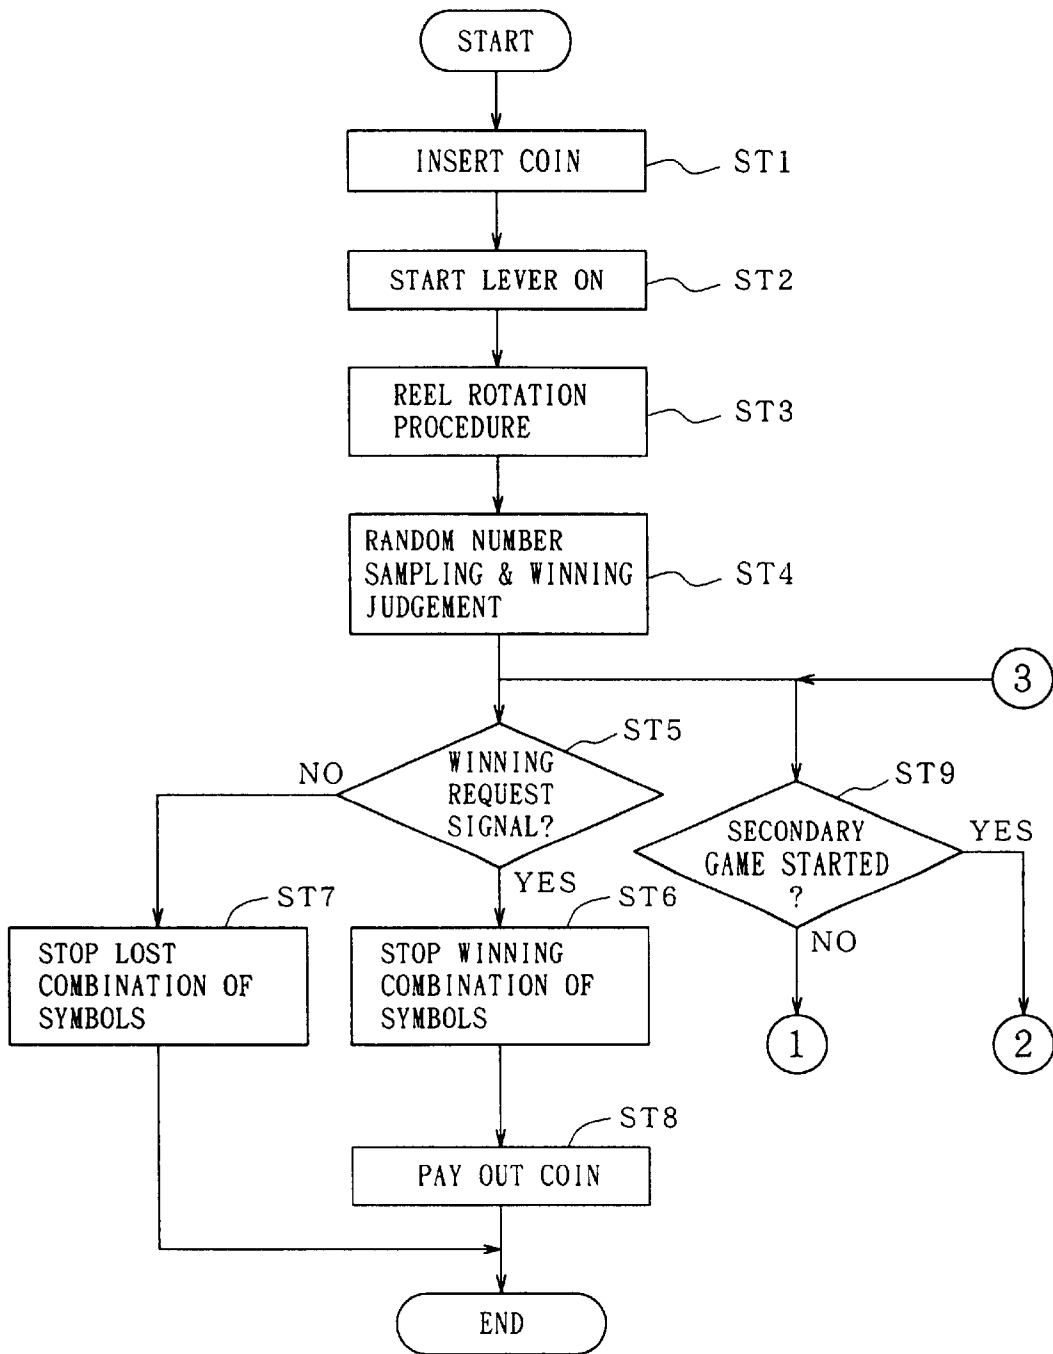 START
INSERT COIN
ST1
START LEVER ON
ST2
REEL ROTATION
PROCEDURE
ST3
RANDOM NUMBER
SAMPLING & WINNING
JUDGEMENT
ST4
3
ST5
WINNING
REQUEST
SIGNAL?
NO
YES
ST9
SECONDARY
GAME STARTED
?
YES
NO
ST7
STOP LOST
COMBINATION OF
SYMBOLS
ST6
STOP WINNING
COMBINATION OF
SYMBOLS
1
2
ST8
PAY OUT COIN
END